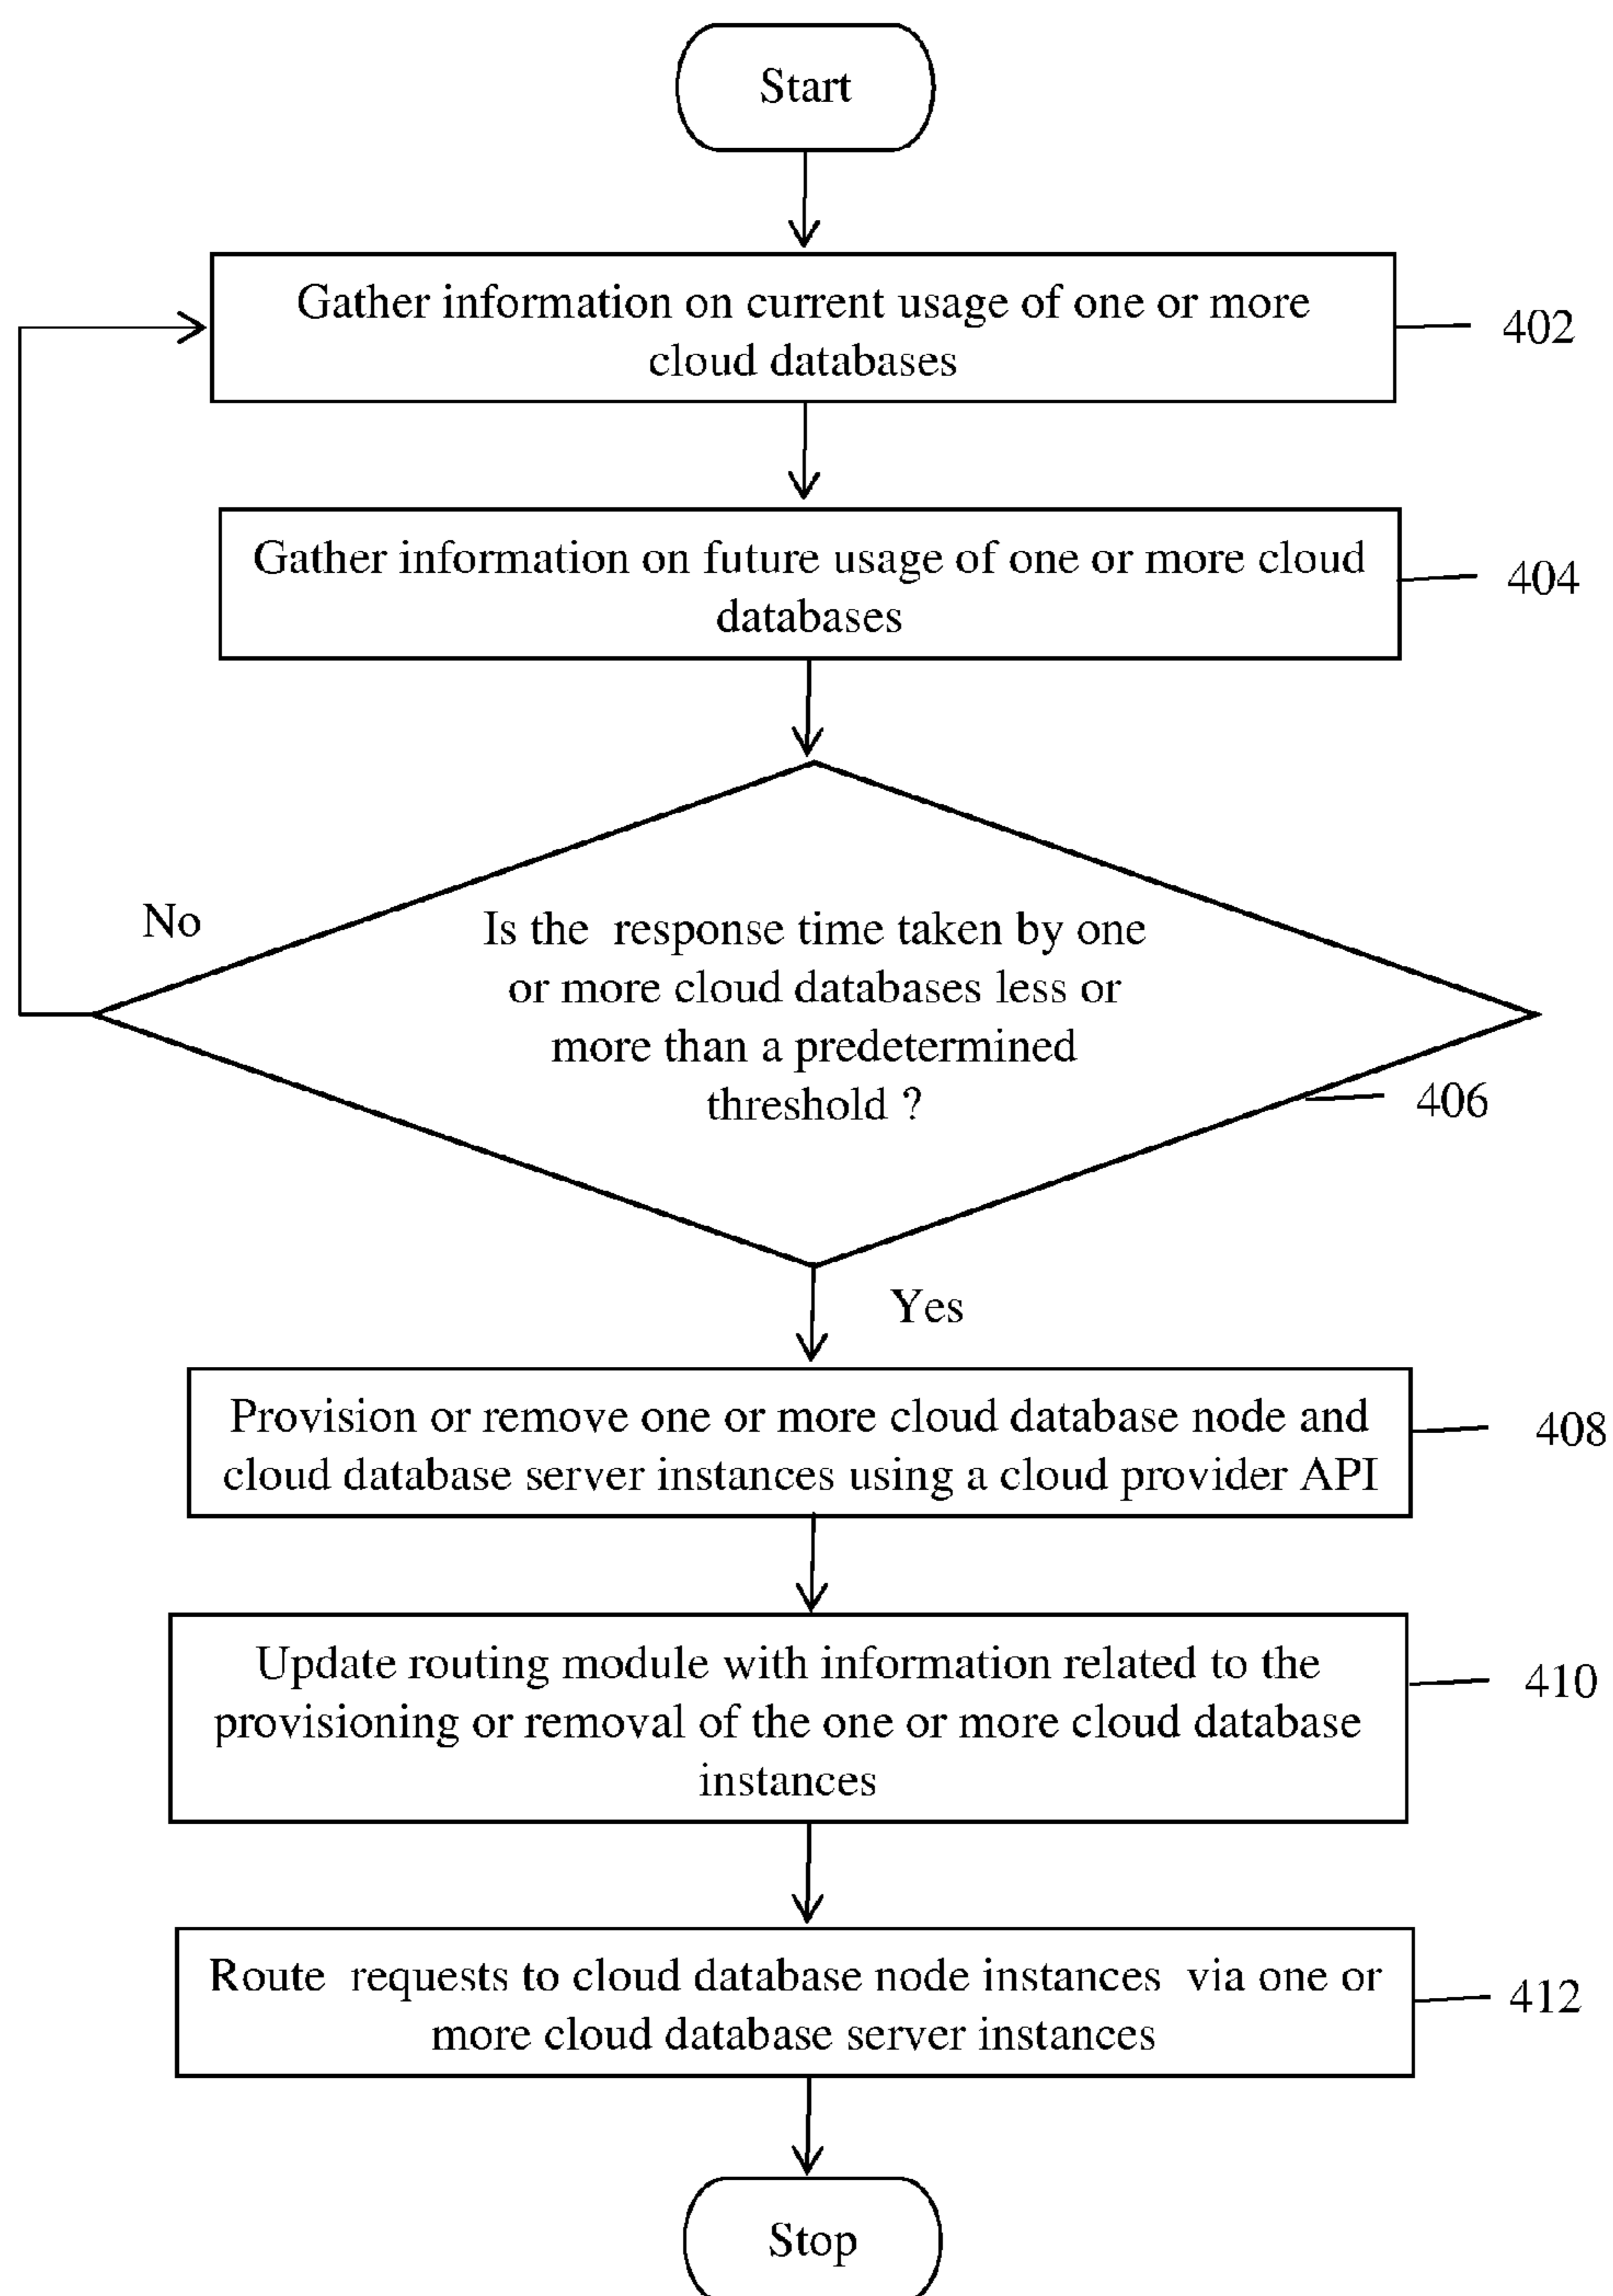 Start
Gather information on current usage of one or more
cloud databases
402
Gather information on future usage of one or more cloud
databases
404
No
Is the response time taken by one
or more cloud databases less or
more than a predetermined
threshold ?
406
Yes
Provision or remove one or more cloud database node and
cloud database server instances using a cloud provider API
408
Update routing module with information related to the
provisioning or removal of the one or more cloud database
instances
410
Route requests to cloud database node instances via one or
more cloud database server instances
412
Stop